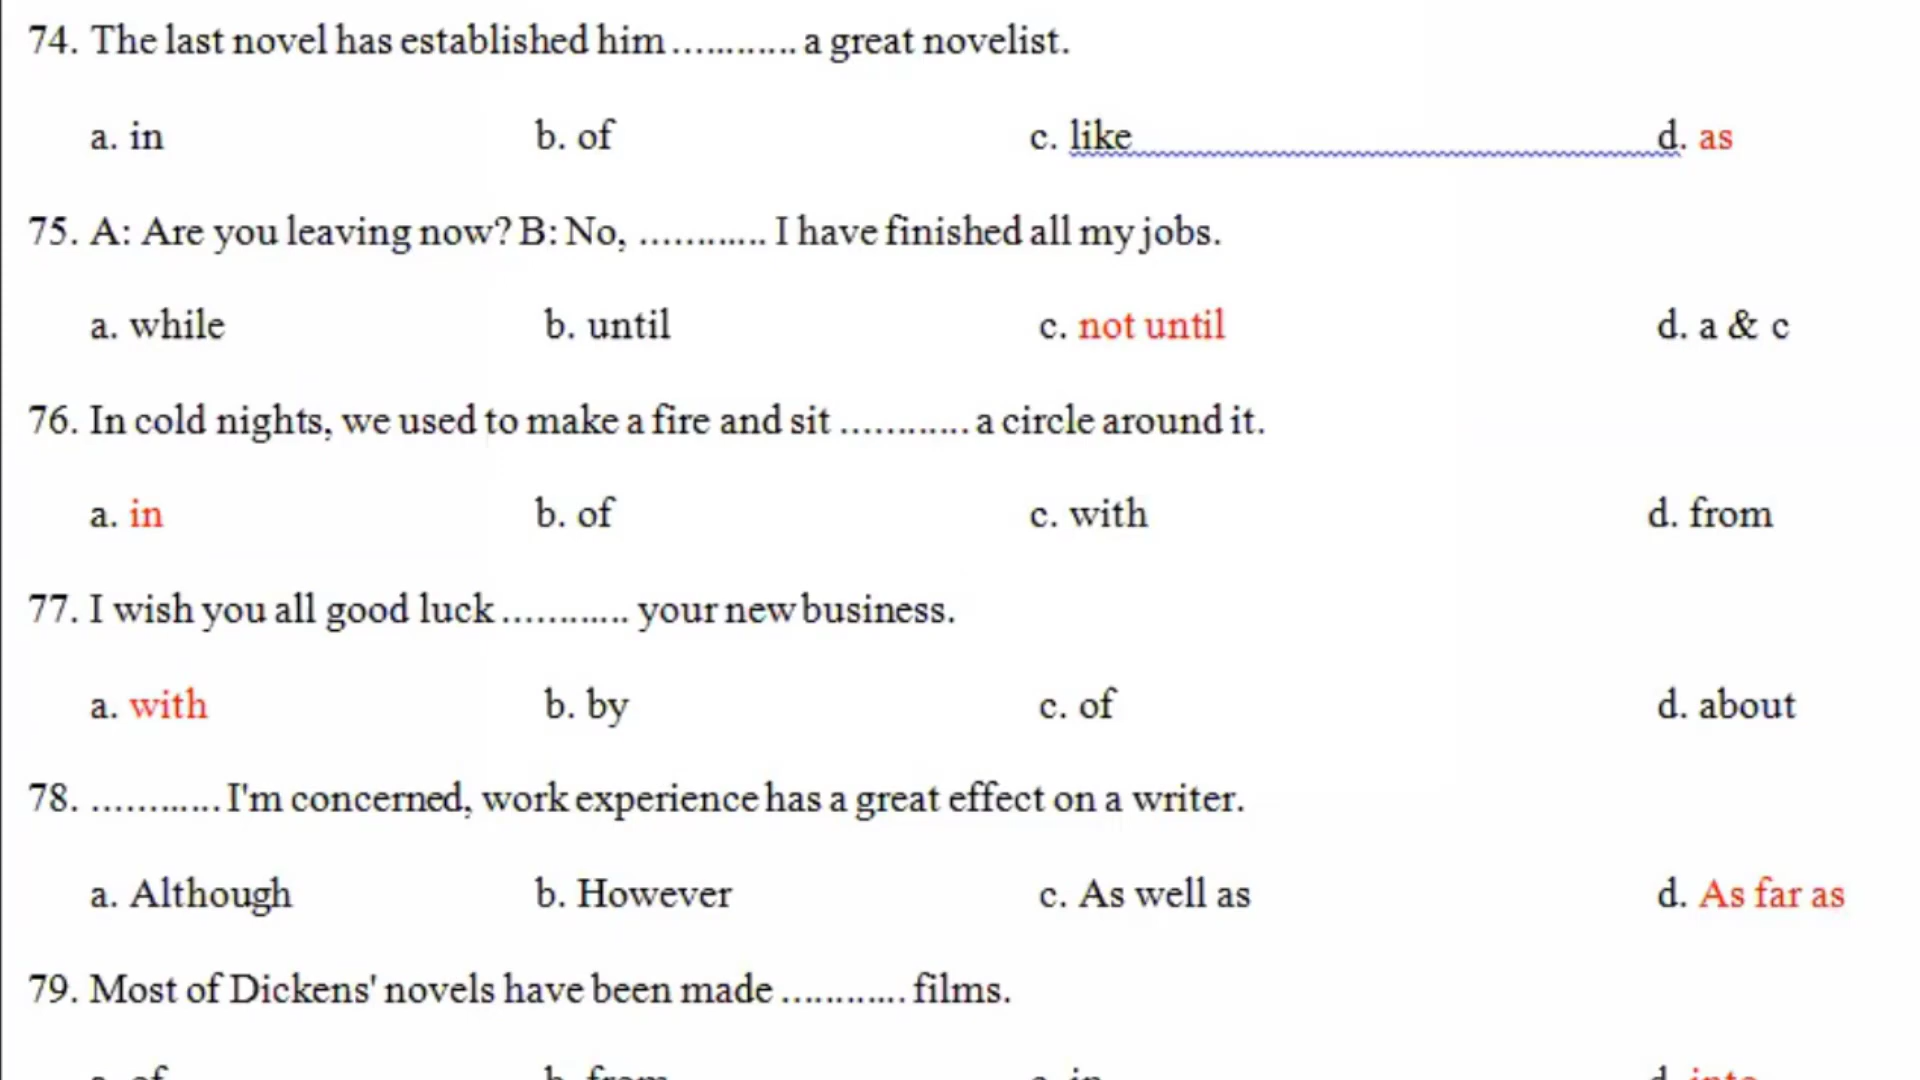 74. The last novel has established him ............ a great novelist.
a. in b. of c. like d. as
75. A: Are you leaving now? B: No, ............ I have finished all my jobs.
a. while b. until c. not until d. a & c
76. In cold nights, we used to make a fire and sit ............ a circle around it.
a. in b. of c. with d. from
77. I wish you all good luck ............ your new business.
a. with b. by c. of d. about
78. ............ I'm concerned, work experience has a great effect on a writer.
a. Although b. However c. As well as d. As far as
79. Most of Dickens' novels have been made ............ films.
a. of b. from c. in d. into